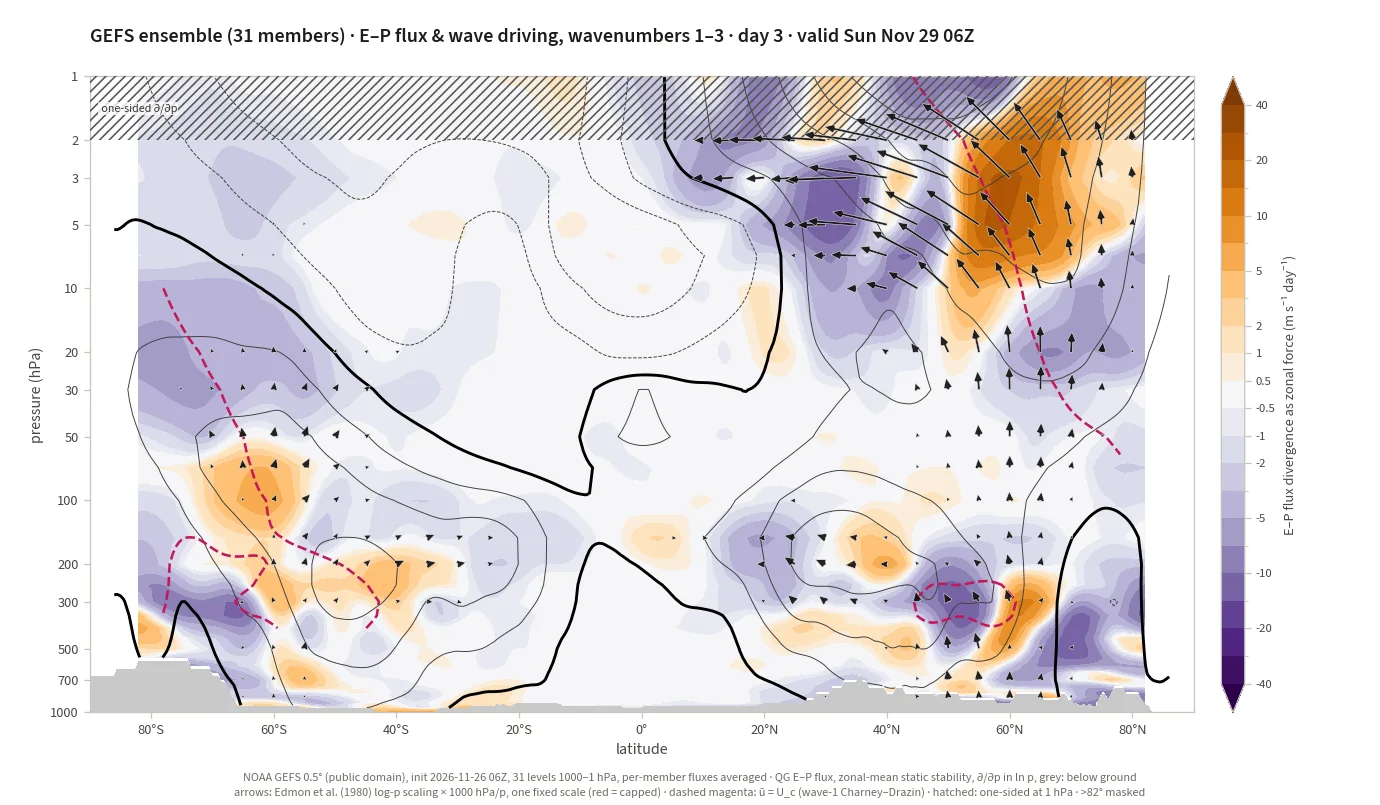 GEFS ensemble (31 members) · E–P flux & wave driving, wavenumbers 1–3 · day 3 · valid Sun Nov 29 06Z
one-sided ∂/∂p
1
2
3
5
10
20
30
50
100
200
300
500
700
1000
pressure (hPa)
80°S
60°S
40°S
20°S
0°
20°N
40°N
60°N
80°N
latitude
40
20
10
5
2
1
0.5
-0.5
-1
-2
-5
-10
-20
-40
E–P flux divergence as zonal force (m s⁻¹ day⁻¹)
NOAA GEFS 0.5° (public domain), init 2026-11-26 06Z, 31 levels 1000–1 hPa, per-member fluxes averaged · QG E–P flux, zonal-mean static stability, ∂/∂p in ln p, grey: below ground
arrows: Edmon et al. (1980) log-p scaling × 1000 hPa/p, one fixed scale (red = capped) · dashed magenta: ū = U_c (wave-1 Charney–Drazin) · hatched: one-sided at 1 hPa · >82° masked